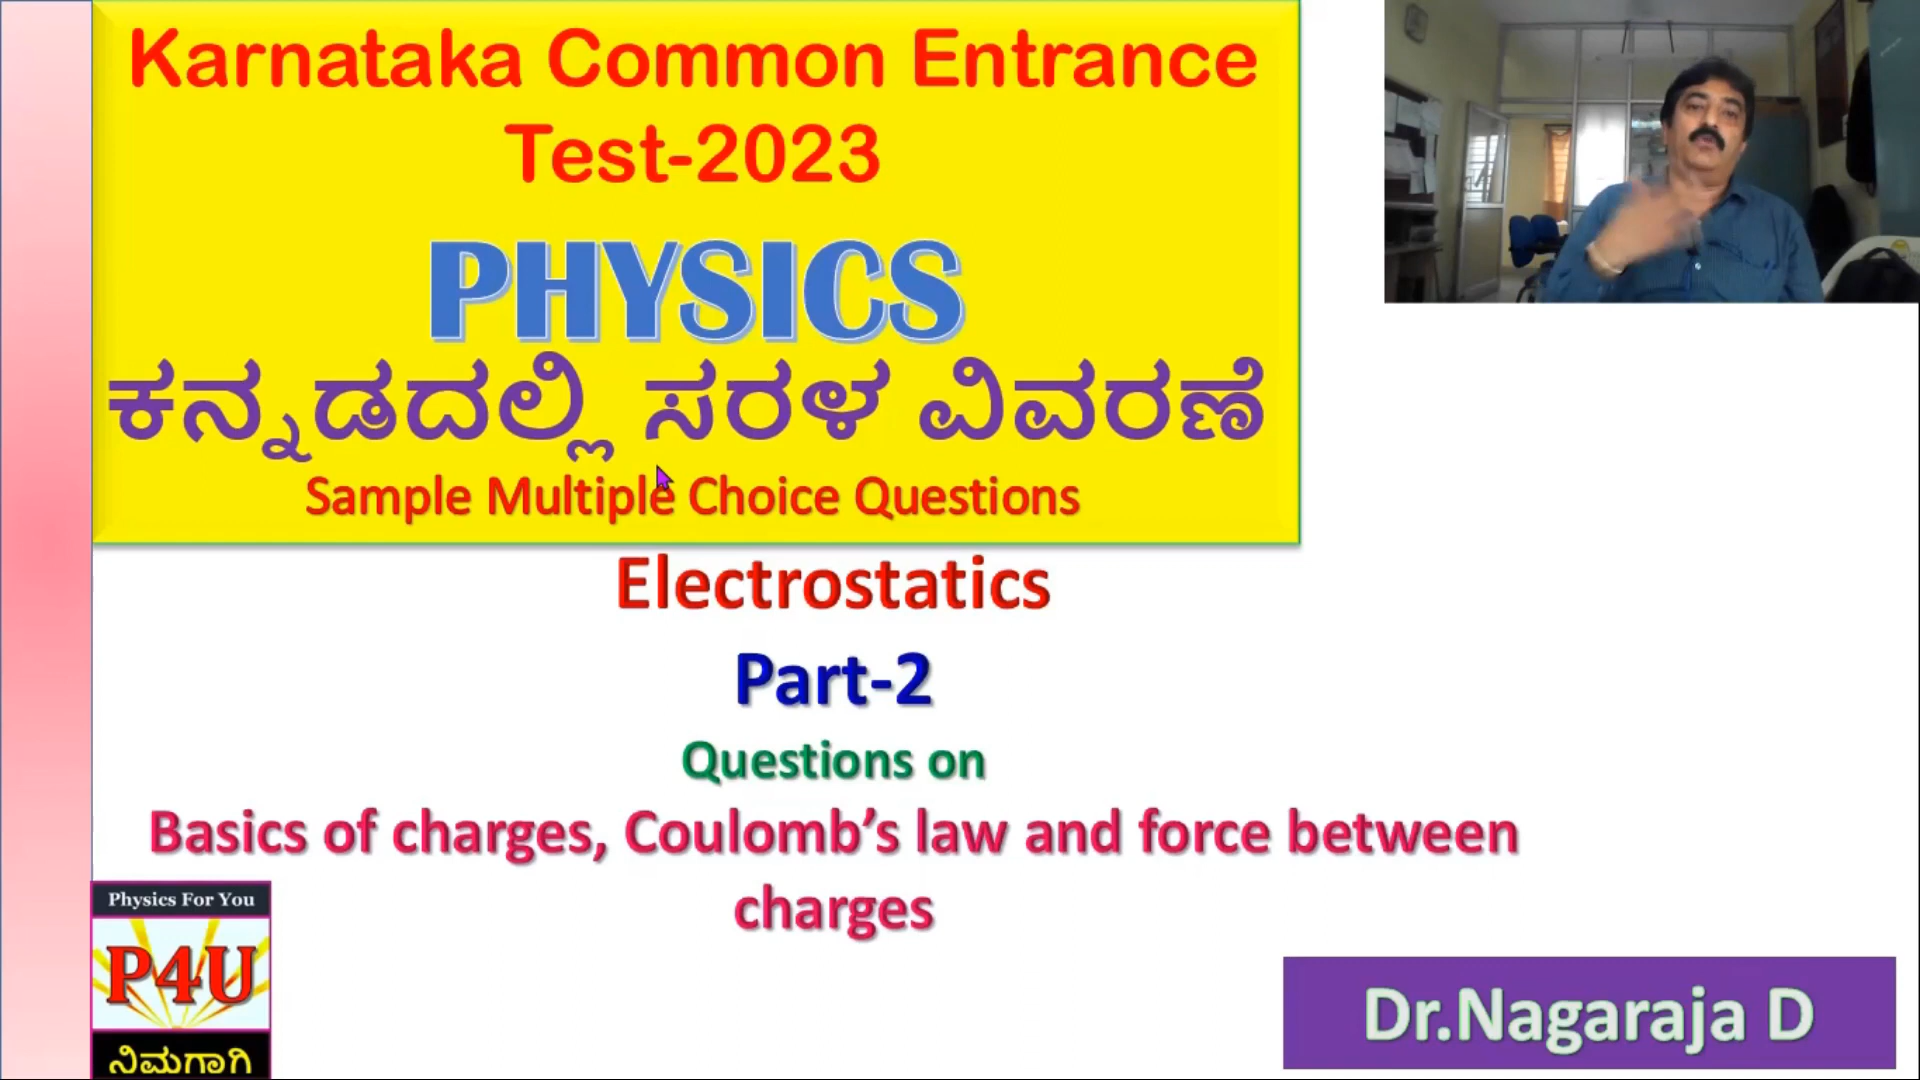 Karnataka Common Entrance
Test-2023
PHYSICS
ಕನ್ನಡದಲ್ಲಿ ಸರಳ ವಿವರಣೆ
Sample Multiple Choice Questions
Electrostatics
Part-2
Questions on
Basics of charges, Coulomb’s law and force between
charges
Physics For You
P4U
ನಿಮಗಾಗಿ
Dr.Nagaraja D